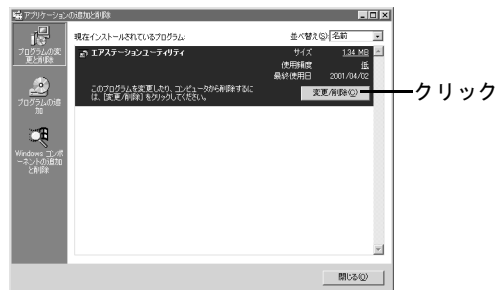 アプリケーションの追加と削除
プログラムの変更と削除
プログラムの追加
Windows コンポーネントの追加と削除
現在インストールされているプログラム:
並べ替え(S): 名前
エアステーションユーティリティ
サイズ 1.34 MB
使用頻度 低
最終使用日 2001/04/02
このプログラムを変更したり、コンピュータから削除するに
は、[変更/削除] をクリックしてください。
変更/削除(C)
クリック
閉じる(O)